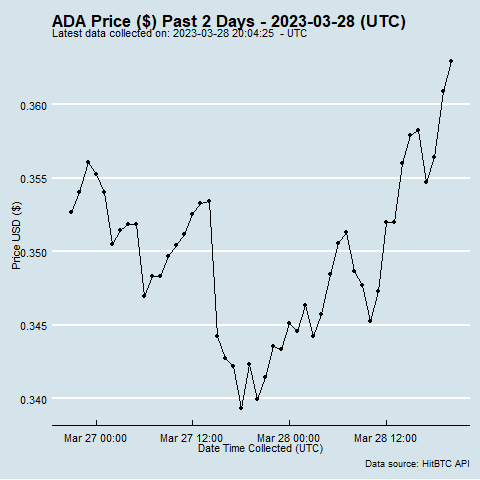 ADA Price ($) Past 2 Days - 2023-03-28 (UTC)
Latest data collected on: 2023-03-28 20:04:25 - UTC
0.360
0.355
0.350
0.345
0.340
Price USD ($)
Mar 27 00:00 Mar 27 12:00 Mar 28 00:00 Mar 28 12:00
Date Time Collected (UTC)
Data source: HitBTC API